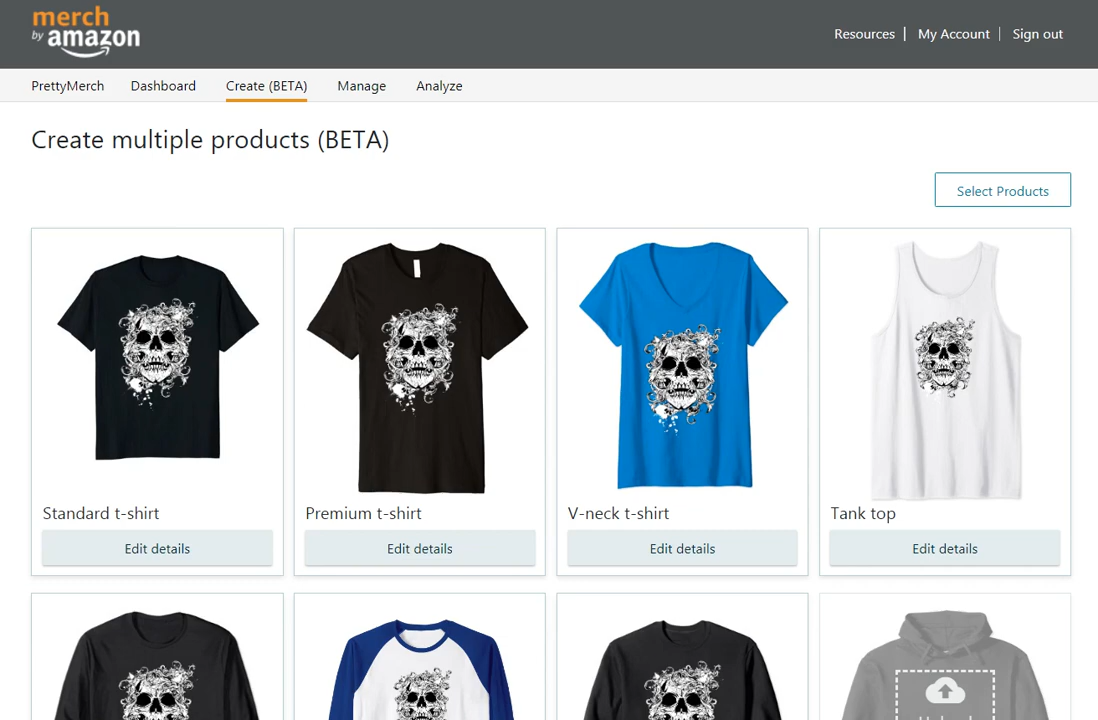 merch
by amazon
Resources | My Account | Sign out
PrettyMerch Dashboard Create (BETA) Manage Analyze
Create multiple products (BETA)
Select Products
Standard t-shirt Premium t-shirt V-neck t-shirt Tank top
Edit details Edit details Edit details Edit details